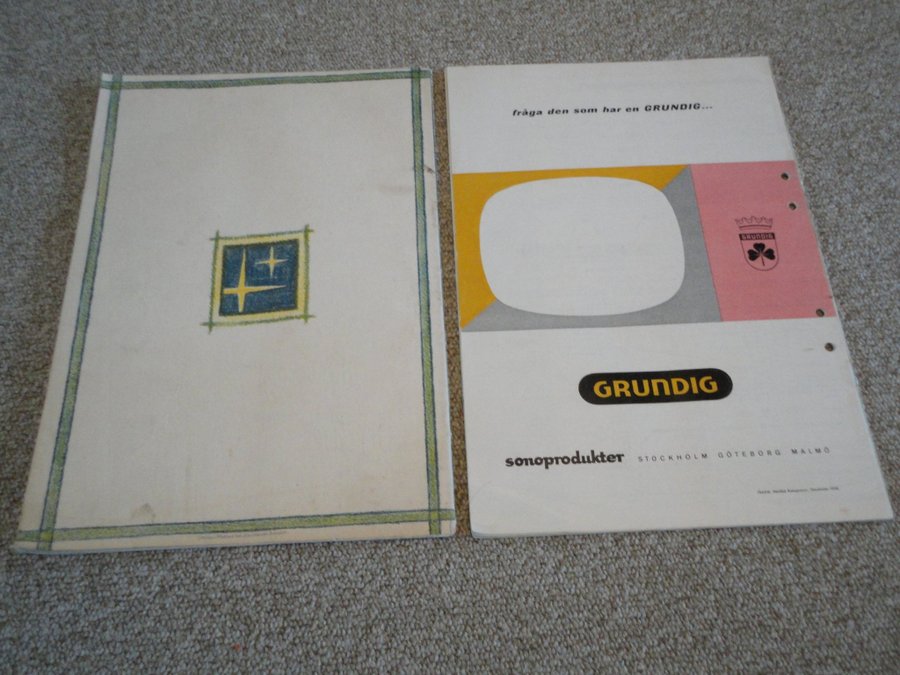 fråga den som har en GRUNDIG...
GRUNDIG
GRUNDIG
sonoprodukter STOCKHOLM GÖTEBORG MALMÖ